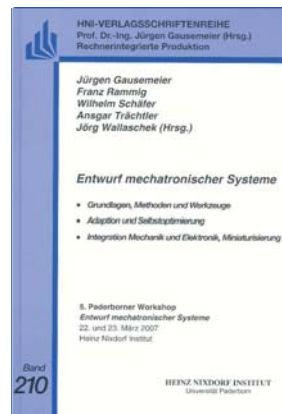 HNI-VERLAGSSCHRIFTENREIHE
Prof. Dr.-Ing. Jürgen Gausemeier (Hrsg.)
Rechnerintegrierte Produktion
Jürgen Gausemeier
Franz Rammig
Wilhelm Schäfer
Ansgar Trächtler
Jörg Wallaschek (Hrsg.)
Entwurf mechatronischer Systeme
• Grundlagen, Methoden und Werkzeuge
• Adaption und Selbstoptimierung
• Integration Mechanik und Elektronik, Miniaturisierung
5. Paderborner Workshop
Entwurf mechatronischer Systeme
22. und 23. März 2007
Heinz Nixdorf Institut
Band
210
HEINZ NIXDORF INSTITUT
Universität Paderborn